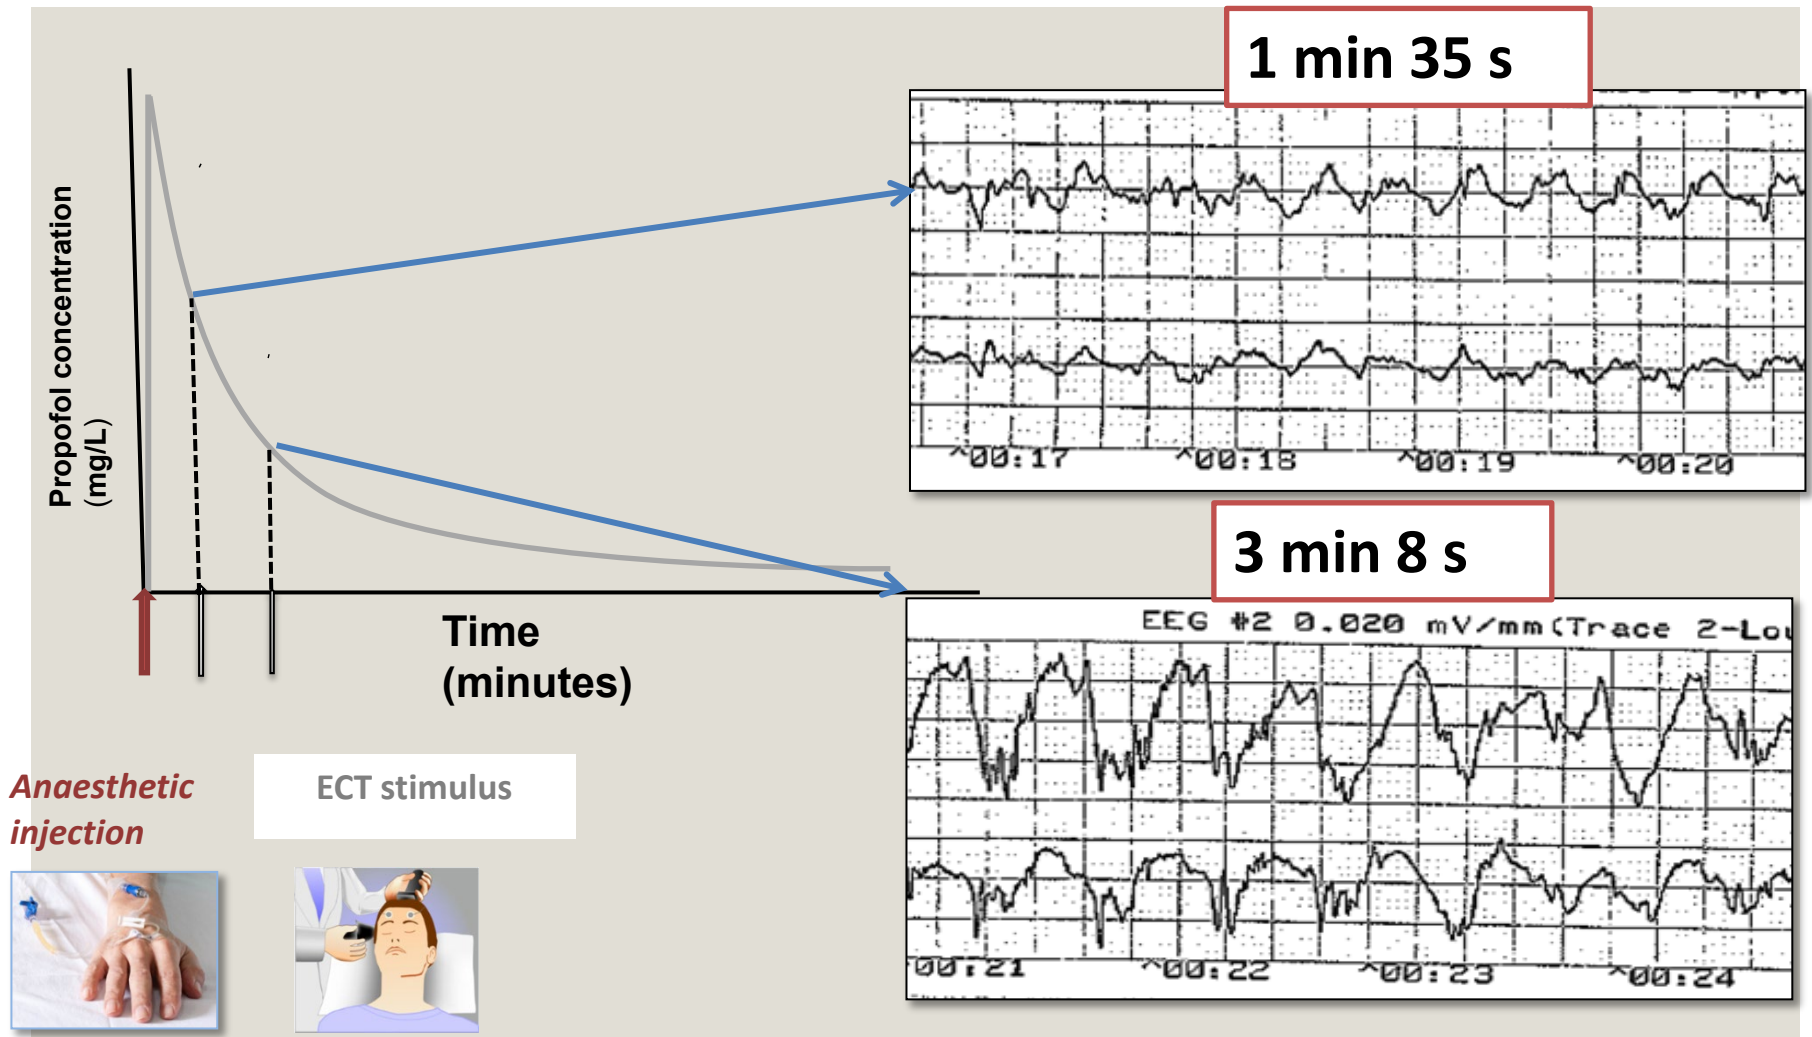 1 min 35 s
Propofol concentration
(mg/L)
^00:17 ^00:18 ^00:19 ^00:20
3 min 8 s
Time
(minutes)
EEG #2 0.020 mV/mm(Trace 2-Lou
00:21 ^00:22 ^00:23 ^00:24
Anaesthetic
injection
ECT stimulus